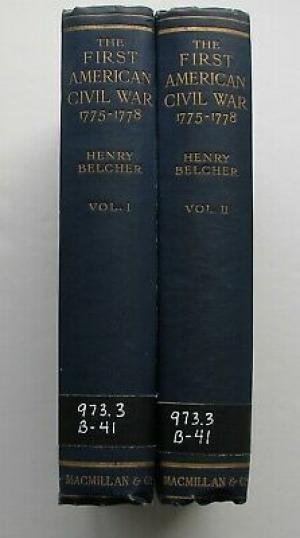 THE
FIRST
AMERICAN
CIVIL WAR
1775-1778
HENRY
BELCHER
VOL. I
973.3
B-41
MACMILLAN & Co
THE
FIRST
AMERICAN
CIVIL WAR
1775-1778
HENRY
BELCHER
VOL. II
973.3
B-41
MACMILLAN & Co